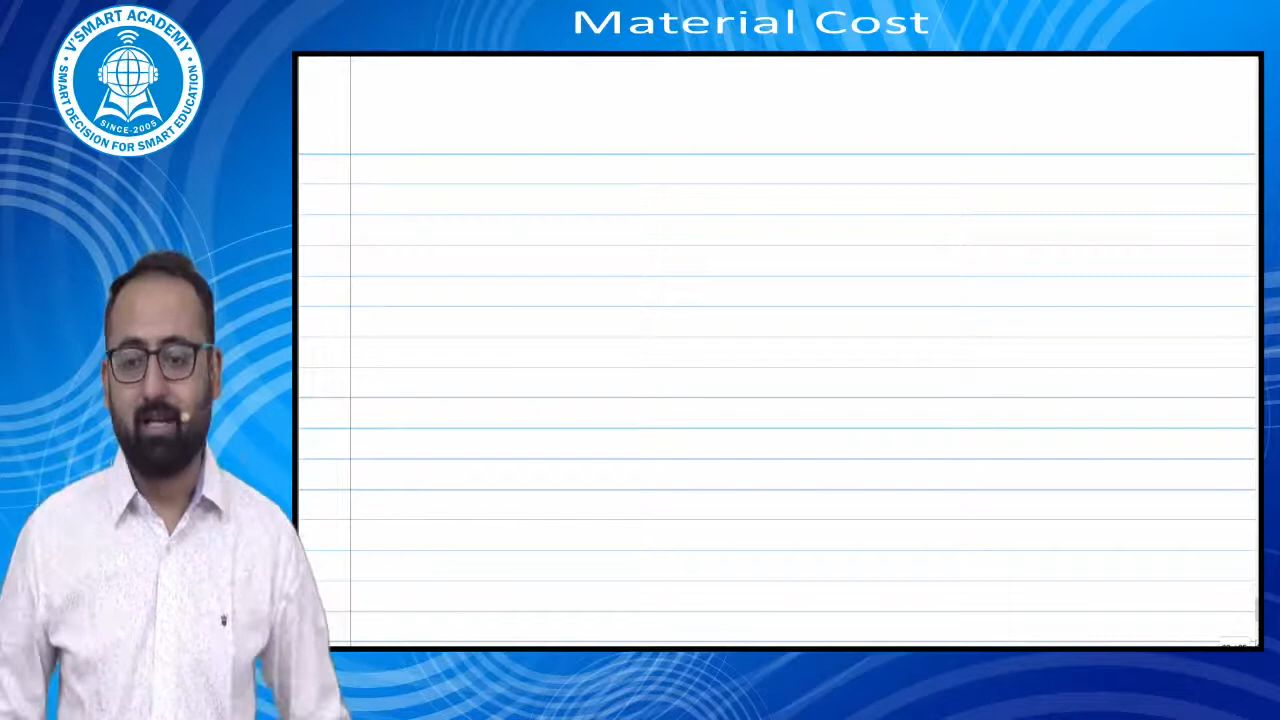 Material Cost
V'SMART ACADEMY
SINCE-2005
SMART DECISION FOR SMART EDUCATION